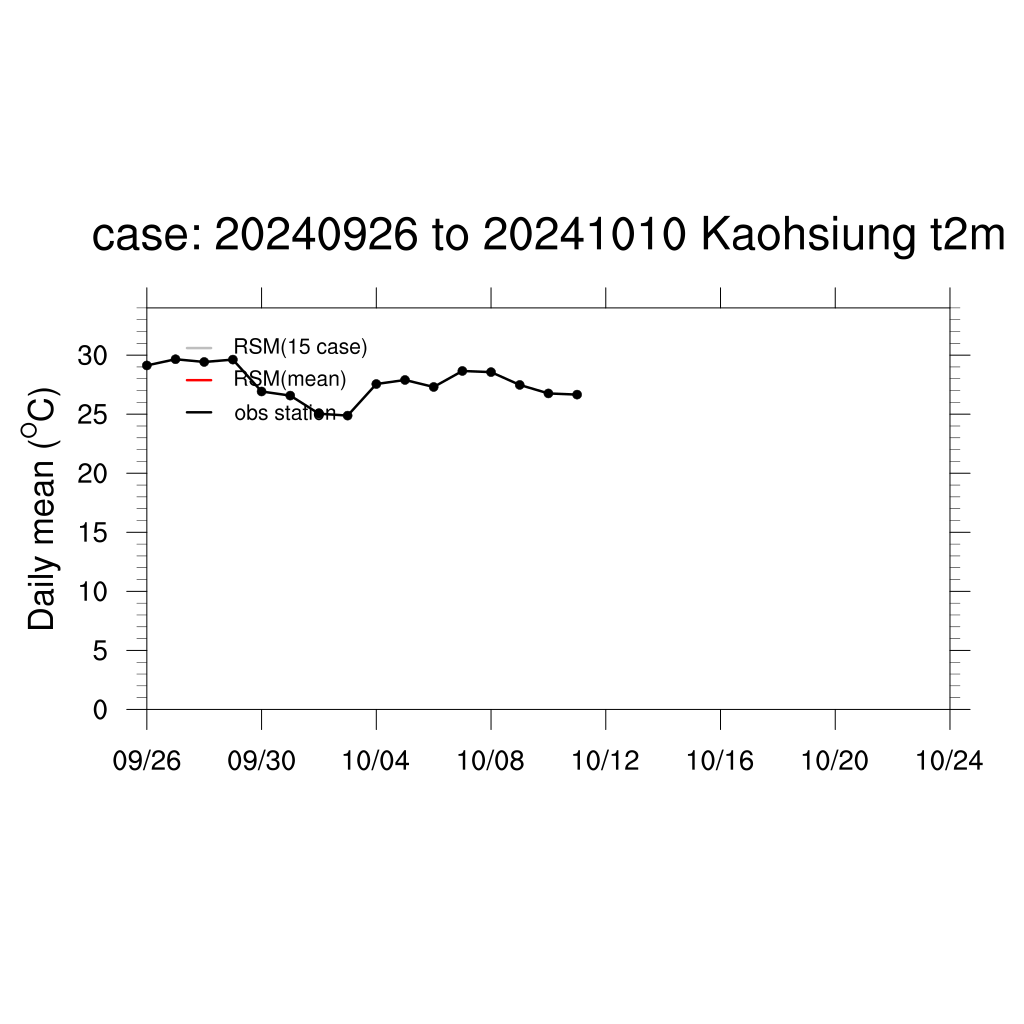 case: 20240926 to 20241010 Kaohsiung t2m
Daily mean (°C)
30
25
20
15
10
5
0
RSM(15 case)
RSM(mean)
obs station
09/26 09/30 10/04 10/08 10/12 10/16 10/20 10/24